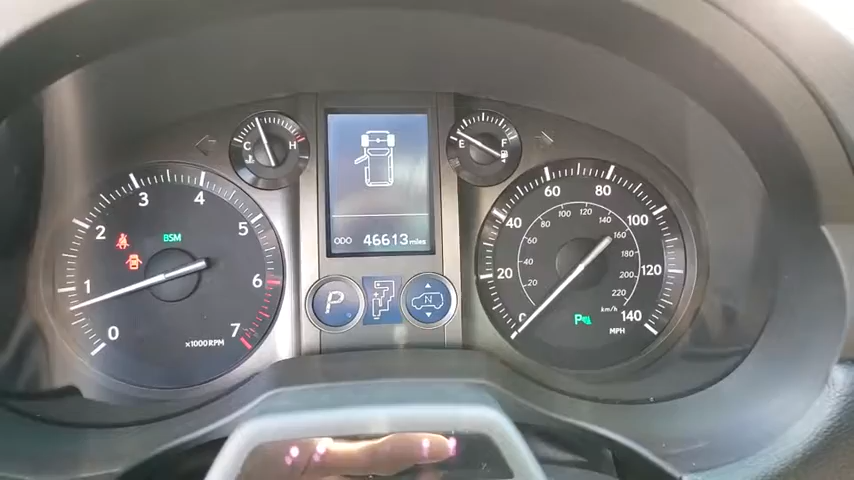 C H
E F
0 1 2 3 4 5 6 7
BSM
×1000RPM
ODO 46613 miles
P
N
20 40 60 80 100 120 140
20 40 60 80 100 120 140 160 180 200 220
km/h
MPH
P